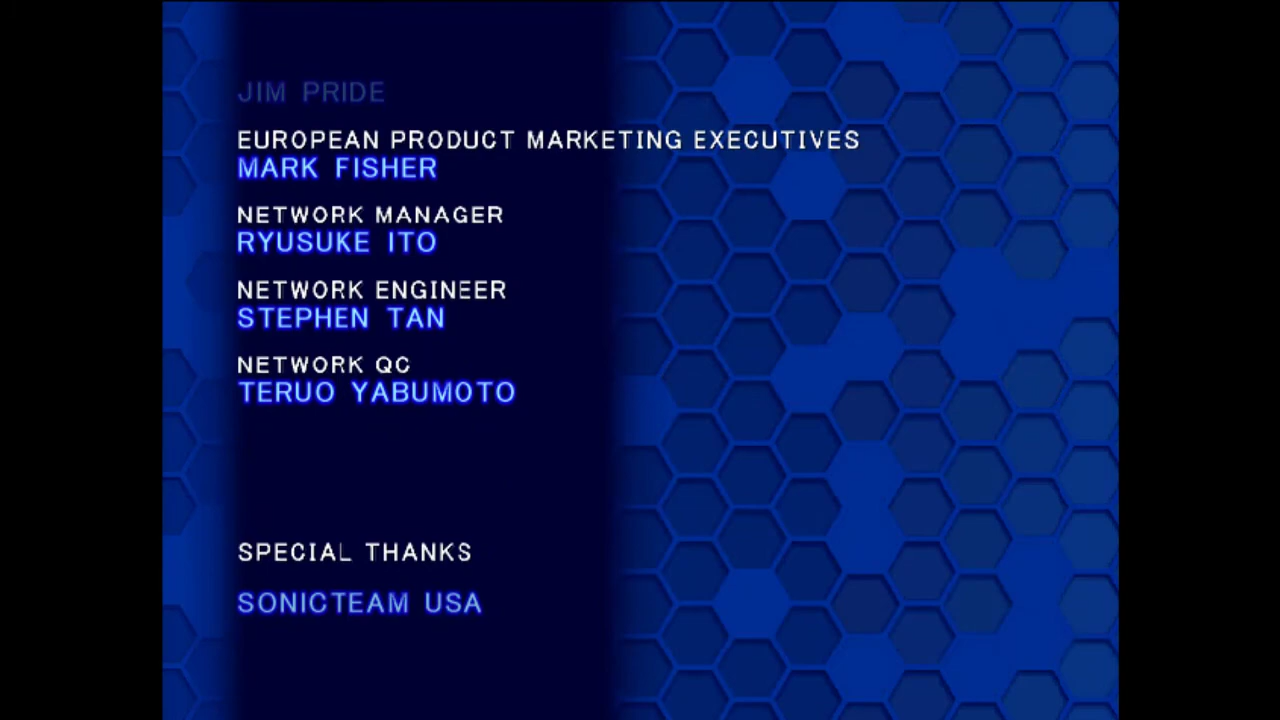 JIM PRIDE
EUROPEAN PRODUCT MARKETING EXECUTIVES
MARK FISHER
NETWORK MANAGER
RYUSUKE ITO
NETWORK ENGINEER
STEPHEN TAN
NETWORK QC
TERUO YABUMOTO
SPECIAL THANKS
SONICTEAM USA